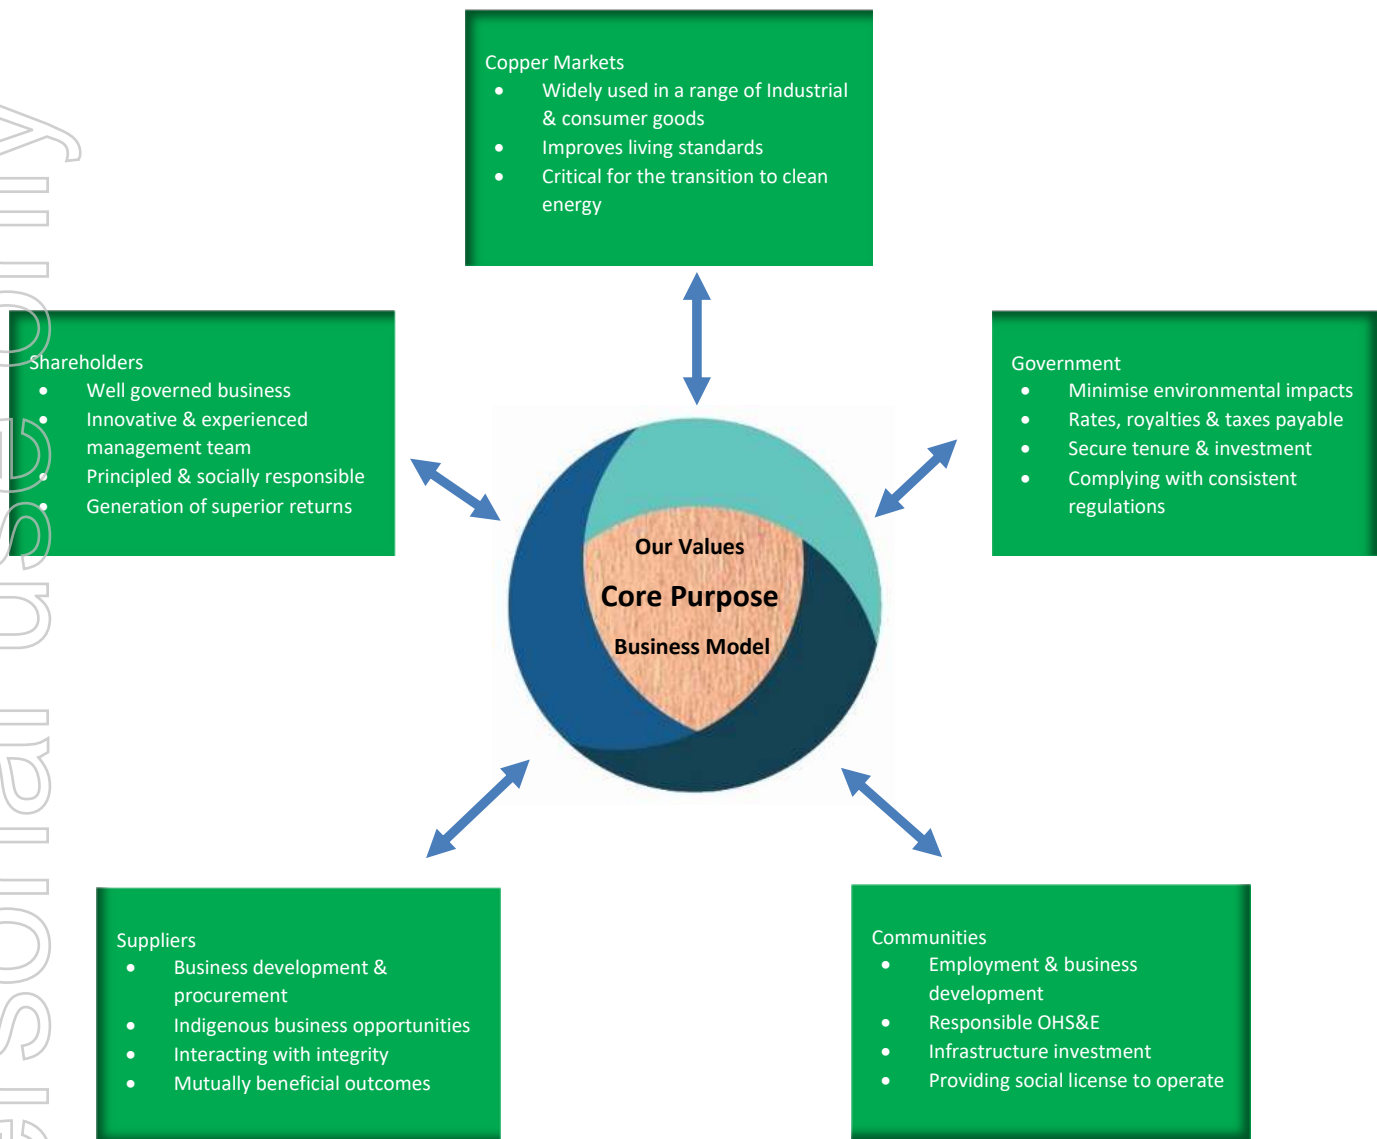 Copper Markets
• Widely used in a range of Industrial
& consumer goods
• Improves living standards
• Critical for the transition to clean
energy
Shareholders
• Well governed business
• Innovative & experienced
management team
• Principled & socially responsible
• Generation of superior returns
Government
• Minimise environmental impacts
• Rates, royalties & taxes payable
• Secure tenure & investment
• Complying with consistent
regulations
Our Values
Core Purpose
Business Model
Suppliers
• Business development &
procurement
• Indigenous business opportunities
• Interacting with integrity
• Mutually beneficial outcomes
Communities
• Employment & business
development
• Responsible OHS&E
• Infrastructure investment
• Providing social license to operate
ersonal use only